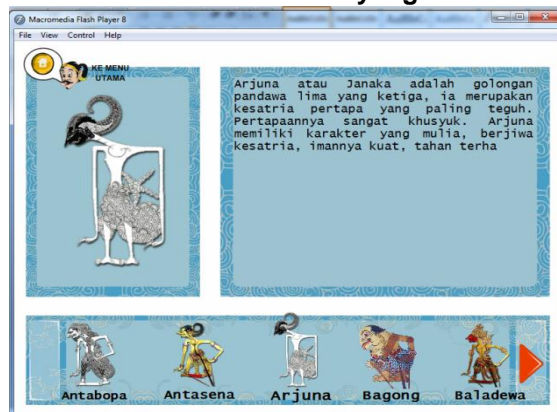 yang
Macromedia Flash Player 8
File View Control Help
KE MENU
UTAMA
Arjuna atau Janaka adalah golongan
pandawa lima yang ketiga, ia merupakan
kesatria pertapa yang paling teguh.
Pertapaannya sangat khusyuk. Arjuna
memiliki karakter yang mulia, berjiwa
kesatria, imannya kuat, tahan terha
Antabopa Antasena Arjuna Bagong Baladewa